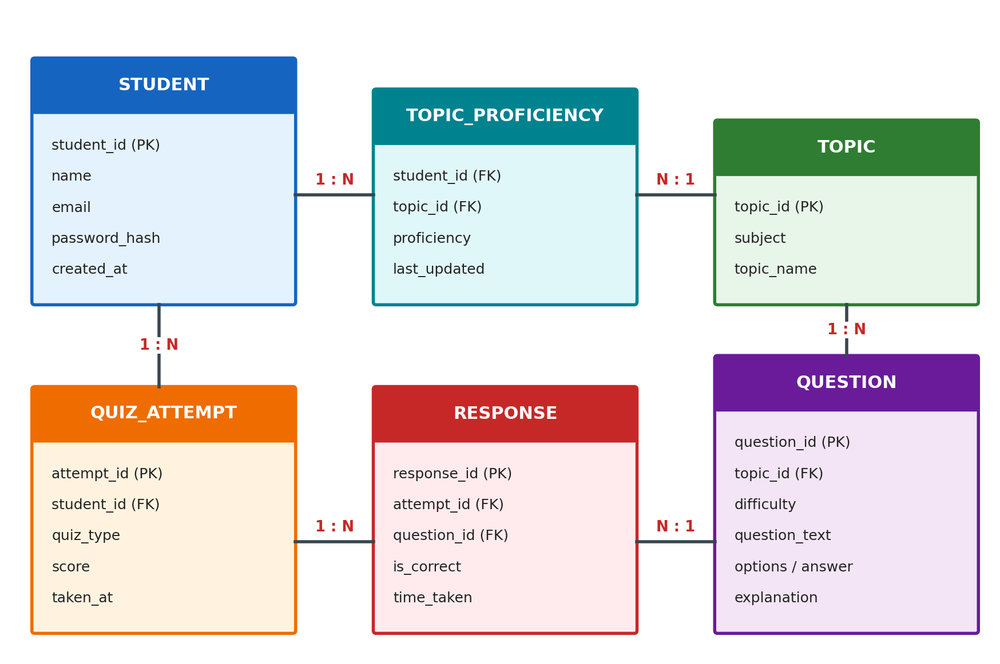 STUDENT
student_id (PK)
name
email
password_hash
created_at
1 : N
TOPIC_PROFICIENCY
student_id (FK)
topic_id (FK)
proficiency
last_updated
N : 1
TOPIC
topic_id (PK)
subject
topic_name
1 : N
1 : N
QUIZ_ATTEMPT
attempt_id (PK)
student_id (FK)
quiz_type
score
taken_at
1 : N
RESPONSE
response_id (PK)
attempt_id (FK)
question_id (FK)
is_correct
time_taken
N : 1
QUESTION
question_id (PK)
topic_id (FK)
difficulty
question_text
options / answer
explanation